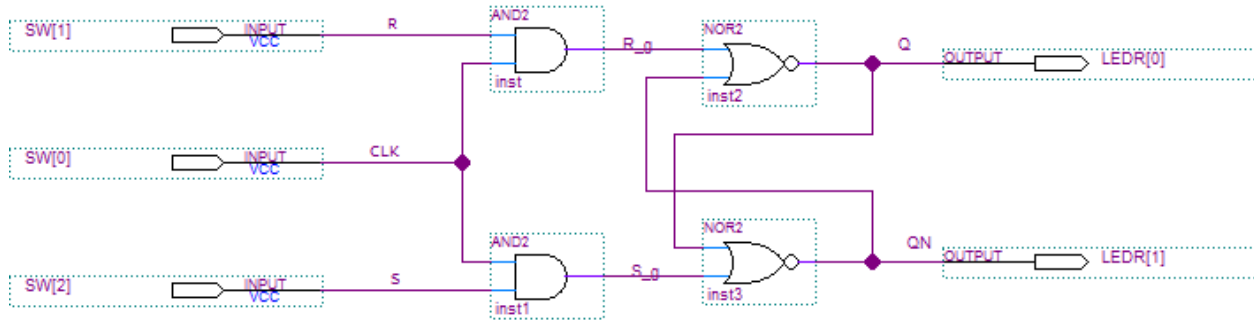 AND2
SW[1] INPUT VCC R
inst
R_g
NOR2
inst2
Q
OUTPUT LEDR[0]
SW[0] INPUT VCC CLK
AND2
SW[2] INPUT VCC S
inst1
S_g
NOR2
inst3
QN
OUTPUT LEDR[1]